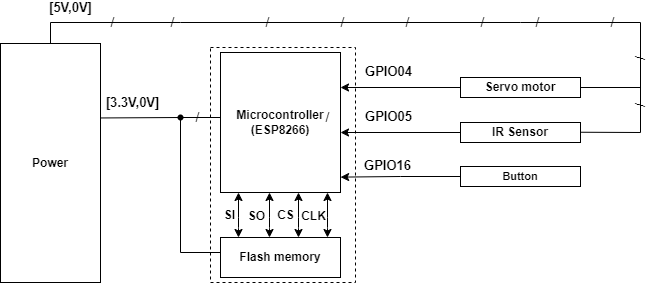 [5V,0V]
GPIO04
[3.3V,0V]
Servo motor
Microcontroller/
(ESP8266)
GPIO05
IR Sensor
Power
GPIO16
Button
SI SO CS CLK
Flash memory